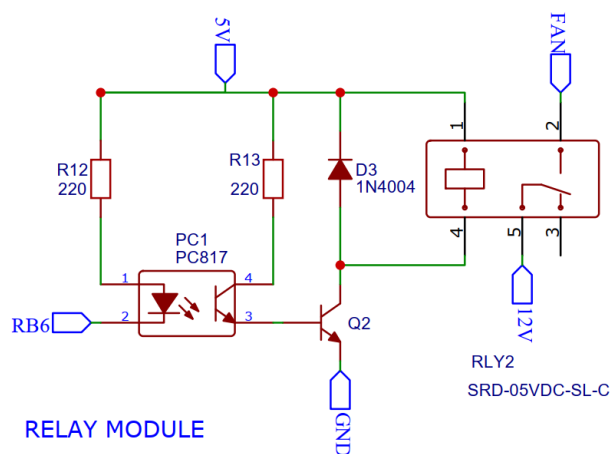 5V
FAN
1
2
R12
220
R13
220
D3
1N4004
PC1
PC817
4
5
3
1
4
RB6
2
3
Q2
12V
RLY2
SRD-05VDC-SL-C
RELAY MODULE
GND